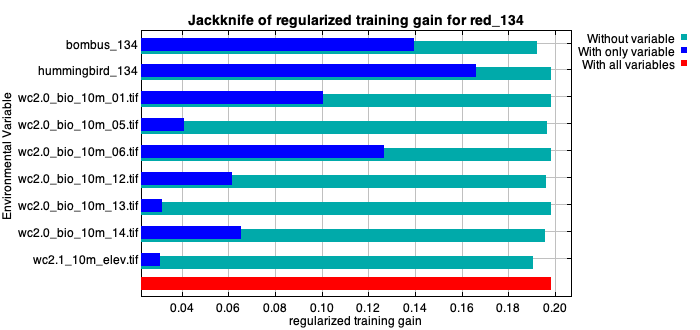 Jackknife of regularized training gain for red_134
Without variable
With only variable
With all variables
Environmental Variable
bombus_134
hummingbird_134
wc2.0_bio_10m_01.tif
wc2.0_bio_10m_05.tif
wc2.0_bio_10m_06.tif
wc2.0_bio_10m_12.tif
wc2.0_bio_10m_13.tif
wc2.0_bio_10m_14.tif
wc2.1_10m_elev.tif
0.04 0.06 0.08 0.10 0.12 0.14 0.16 0.18 0.20
regularized training gain